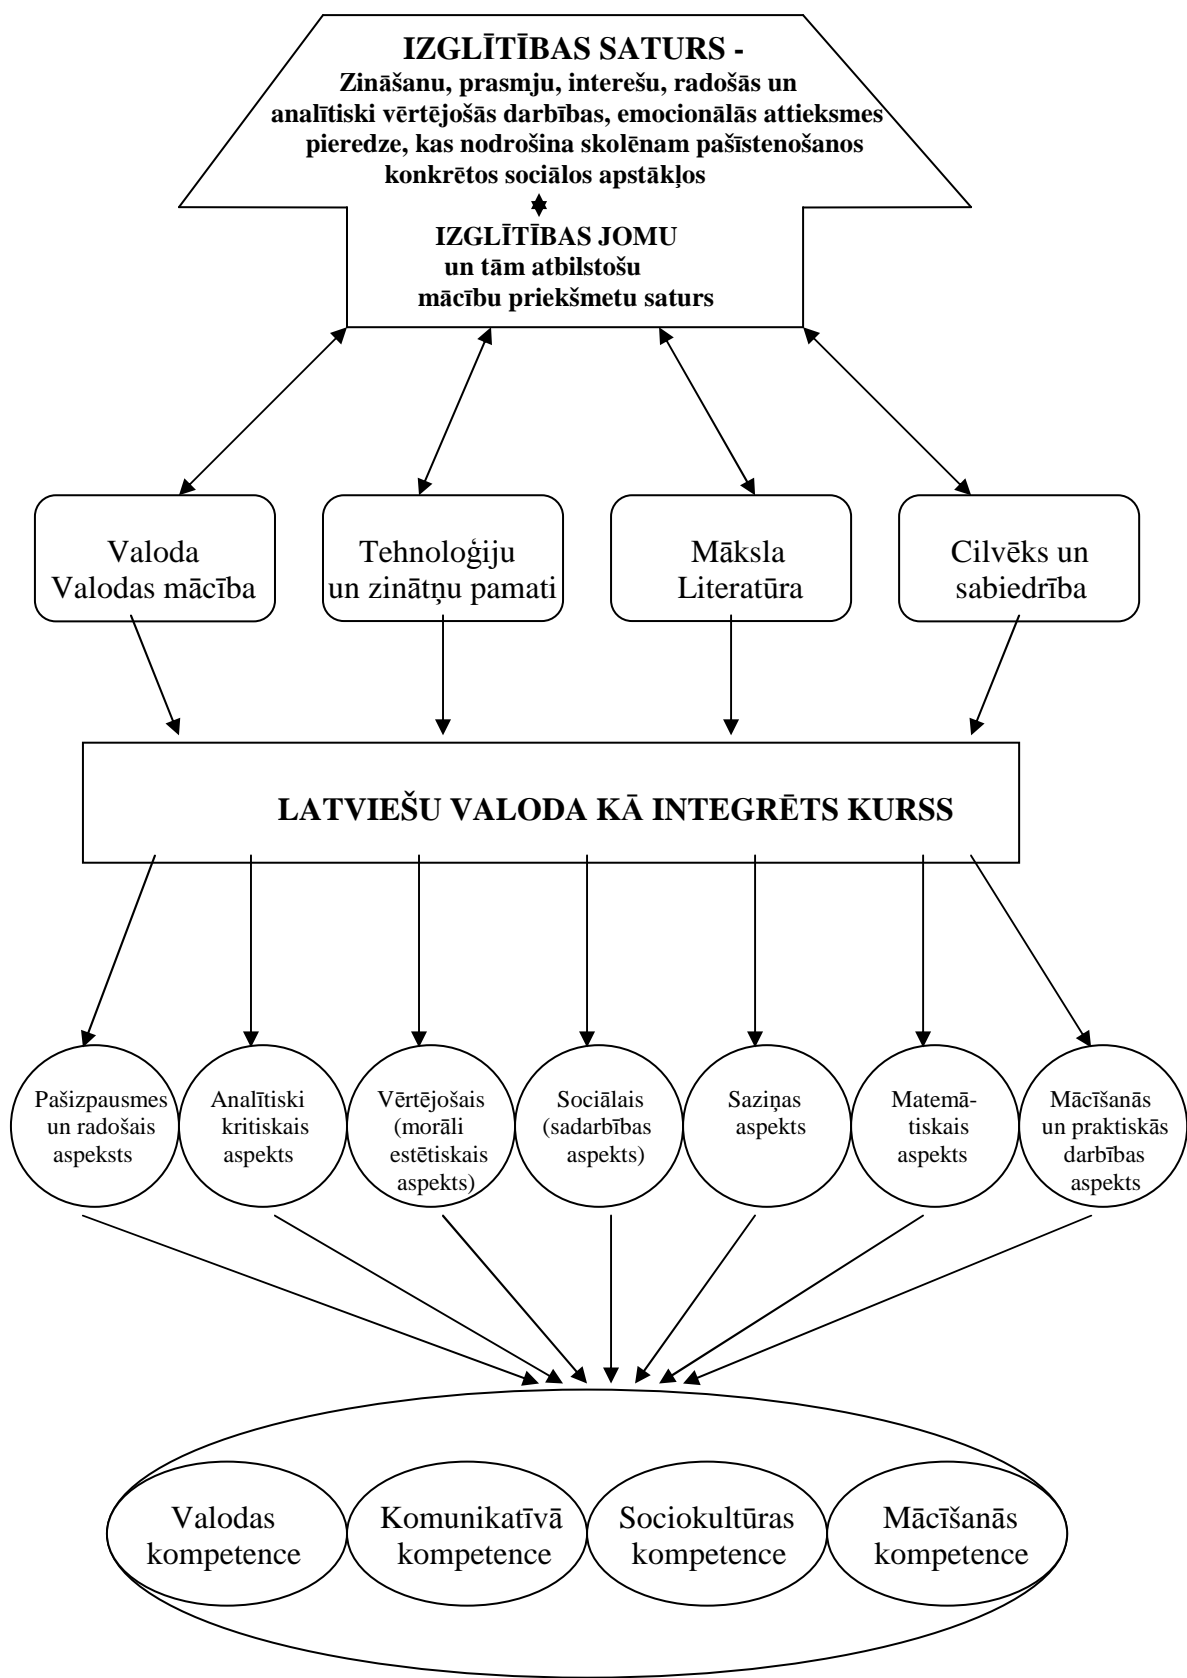 IZGLĪTĪBAS SATURS -
Zināšanu, prasmju, interešu, radošās un
analītiski vērtējošās darbības, emocionālās attieksmes
pieredze, kas nodrošina skolēnam pašīstenošanos
konkrētos sociālos apstākļos
IZGLĪTĪBAS JOMU
un tām atbilstošu
mācību priekšmetu saturs
Valoda
Valodas mācība
Tehnoloģiju
un zinātņu pamati
Māksla
Literatūra
Cilvēks un
sabiedrība
LATVIEŠU VALODA KĀ INTEGRĒTS KURSS
Pašizpausmes
un radošais
aspeksts
Analītiski
kritiskais
aspekts
Vērtējošais
(morāli
estētiskais
aspekts)
Sociālais
(sadarbības
aspekts)
Saziņas
aspekts
Matemā-
tiskais
aspekts
Mācīšanās
un praktiskās
darbības
aspekts
Valodas
kompetence
Komunikatīvā
kompetence
Sociokultūras
kompetence
Mācīšanās
kompetence